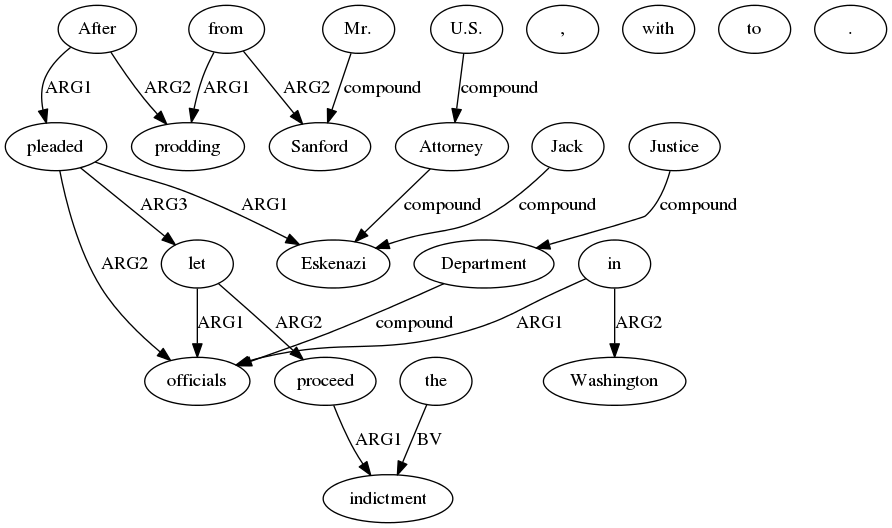 After from Mr. U.S. , with to .
ARG1 ARG2 ARG1 ARG2 compound compound
pleaded prodding Sanford Attorney Jack Justice
ARG3 ARG1 compound compound compound
let Eskenazi Department in
ARG2 ARG1 ARG2 compound ARG1 ARG2
officials proceed the Washington
ARG1 BV
indictment